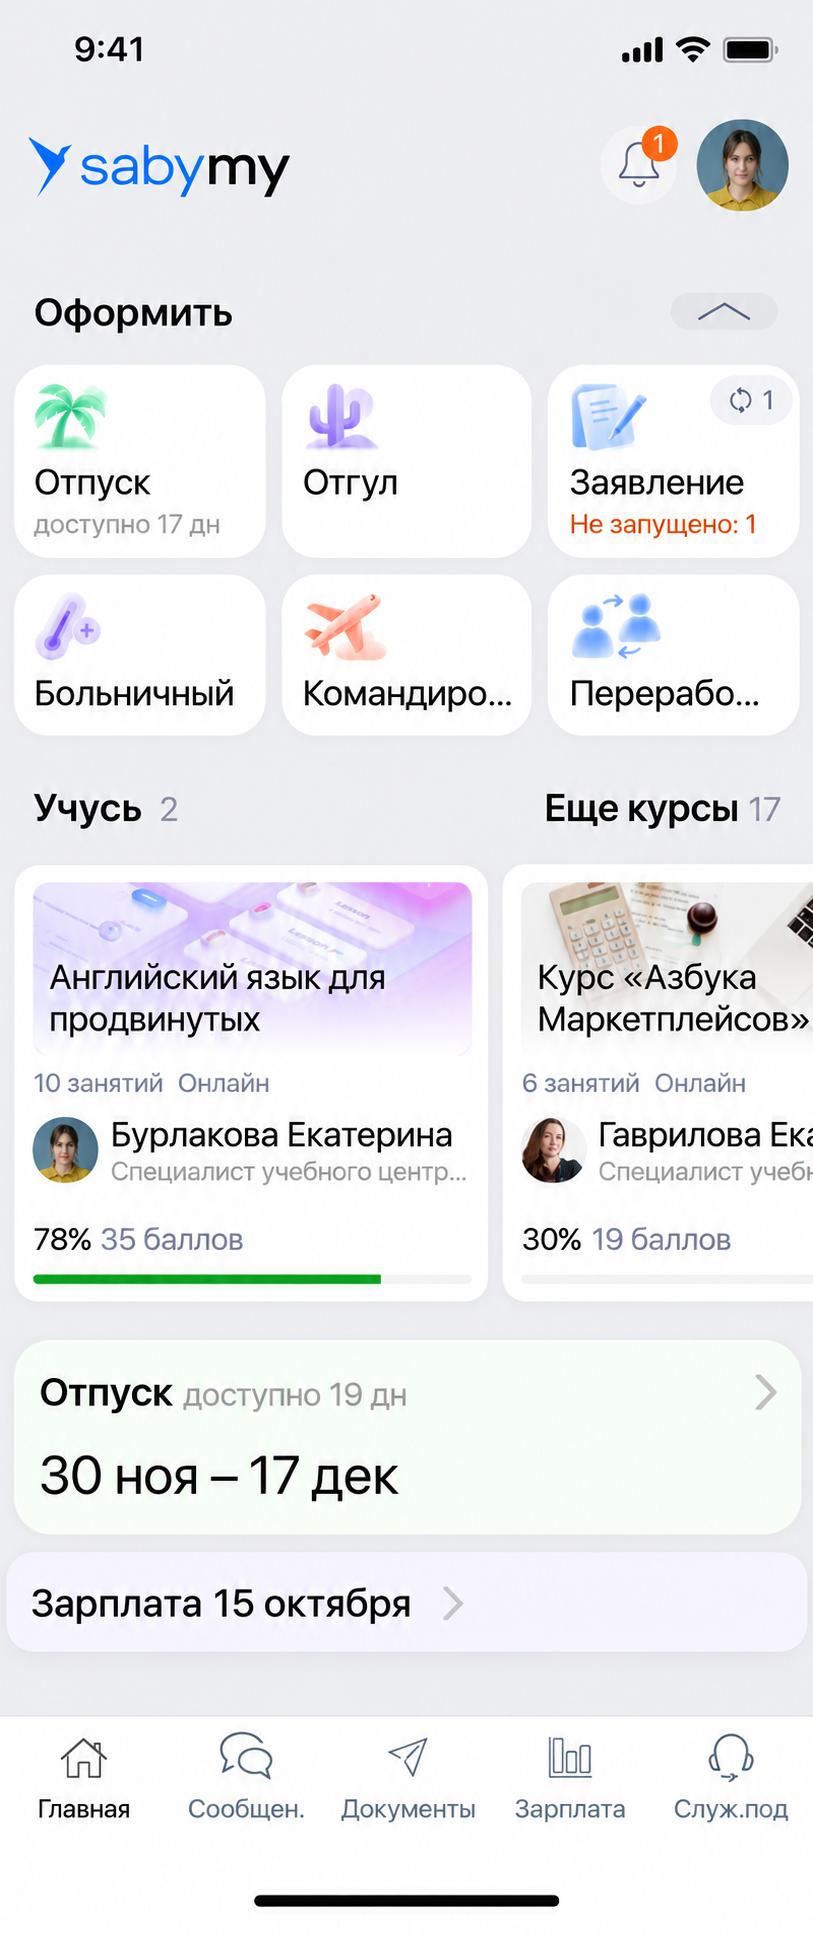 9:41
sabymy
1
Оформить
Отпуск
доступно 17 дн
Отгул
Заявление
1
Не запущено: 1
Больничный
Командиро...
Перерабо...
Учусь 2
Еще курсы 17
Английский язык для
продвинутых
10 занятий Онлайн
Бурлакова Екатерина
Специалист учебного центр...
78% 35 баллов
Курс «Азбука
Маркетплейсов»
6 занятий Онлайн
Гаврилова Ека
Специалист учебн
30% 19 баллов
Отпуск доступно 19 дн
30 ноя – 17 дек
Зарплата 15 октября
Главная
Сообщен.
Документы
Зарплата
Служ.под